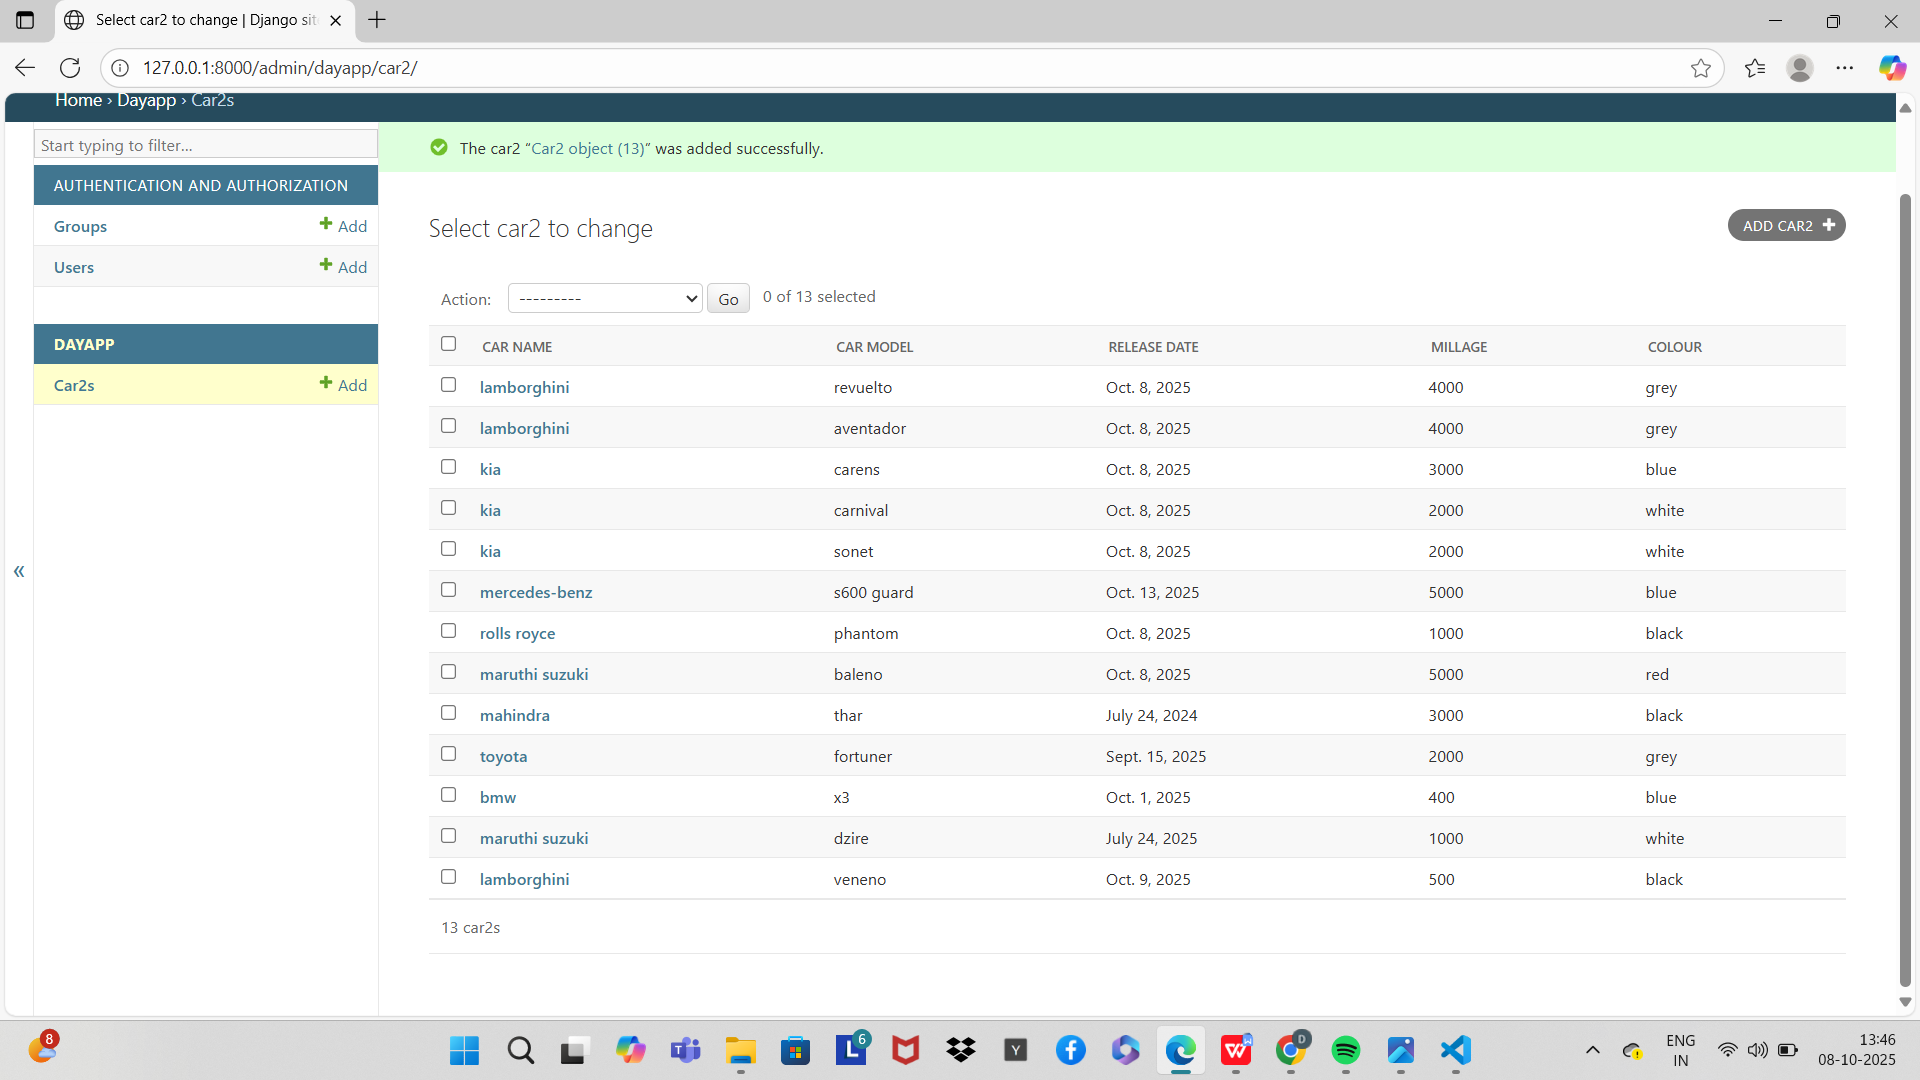 Select car2 to change | Django sit
127.0.0.1:8000/admin/dayapp/car2/
Home › Dayapp › Car2s
Start typing to filter...
AUTHENTICATION AND AUTHORIZATION
Groups Add
Users Add
DAYAPP
Car2s Add
«
The car2 “Car2 object (13)” was added successfully.
Select car2 to change
ADD CAR2
Action: --------- Go 0 of 13 selected
CAR NAME CAR MODEL RELEASE DATE MILLAGE COLOUR
lamborghini revuelto Oct. 8, 2025 4000 grey
lamborghini aventador Oct. 8, 2025 4000 grey
kia carens Oct. 8, 2025 3000 blue
kia carnival Oct. 8, 2025 2000 white
kia sonet Oct. 8, 2025 2000 white
mercedes-benz s600 guard Oct. 13, 2025 5000 blue
rolls royce phantom Oct. 8, 2025 1000 black
maruthi suzuki baleno Oct. 8, 2025 5000 red
mahindra thar July 24, 2024 3000 black
toyota fortuner Sept. 15, 2025 2000 grey
bmw x3 Oct. 1, 2025 400 blue
maruthi suzuki dzire July 24, 2025 1000 white
lamborghini veneno Oct. 9, 2025 500 black
13 car2s
8
L 6
Y
W
D
ENG
IN
13:46
08-10-2025